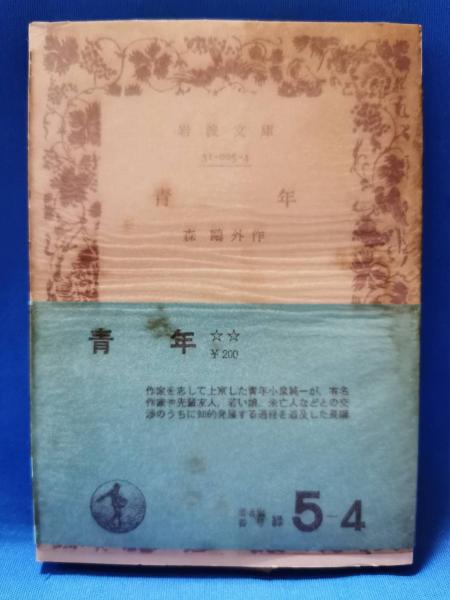 岩波文庫
31-005-4
青年
森鷗外作
青年 ☆☆
¥200
作家を志して上京した青年小泉純一が、有名
作家や先輩友人、若い娘、未亡人などとの交
渉のうちに知的発展する過程を追及した長編
5-4